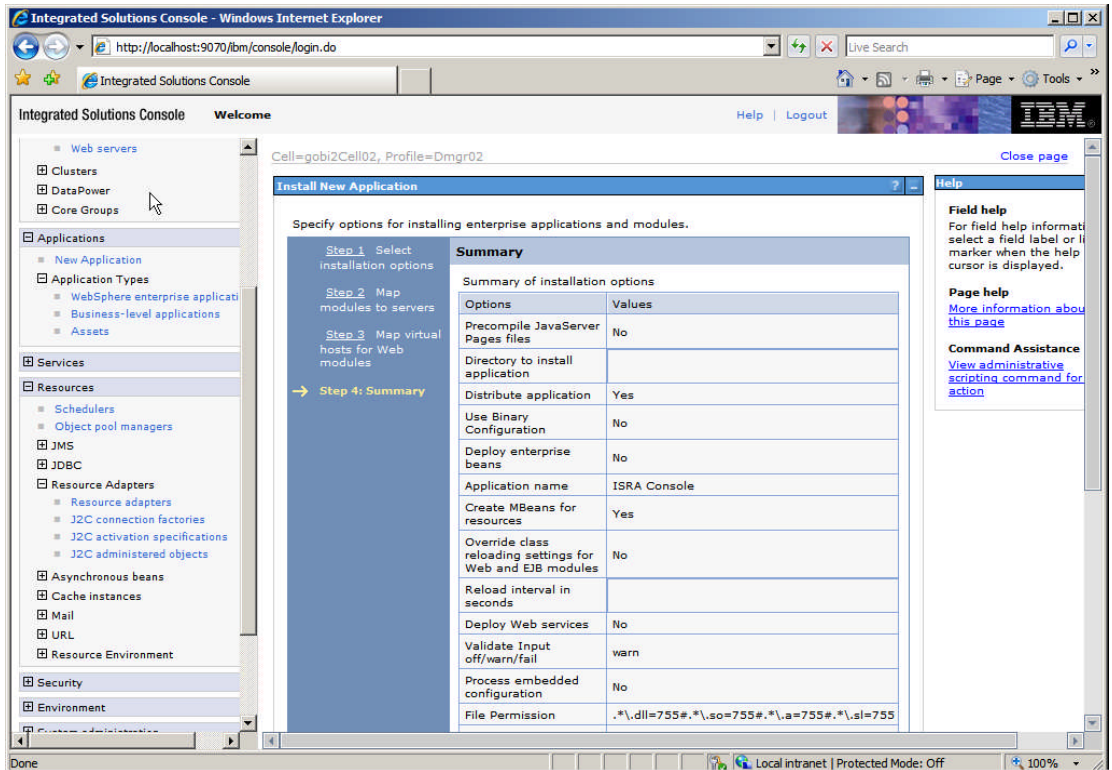 Integrated Solutions Console - Windows Internet Explorer
http://localhost:9070/ibm/console/login.do
Live Search
Integrated Solutions Console
Page
Tools
Integrated Solutions Console Welcome
Help | Logout
IBM
Web servers
Clusters
DataPower
Core Groups
Applications
New Application
Application Types
WebSphere enterprise applicati
Business-level applications
Assets
Services
Resources
Schedulers
Object pool managers
JMS
JDBC
Resource Adapters
Resource adapters
J2C connection factories
J2C activation specifications
J2C administered objects
Asynchronous beans
Cache instances
Mail
URL
Resource Environment
Security
Environment
System administration
Cell=gobi2Cell02, Profile=Dmgr02
Close page
Install New Application
?
Specify options for installing enterprise applications and modules.
Step 1 Select
installation options
Step 2 Map
modules to servers
Step 3 Map virtual
hosts for Web
modules
Step 4: Summary
Summary
Summary of installation options
Options Values
Precompile JavaServer
Pages files
No
Directory to install
application
Distribute application Yes
Use Binary
Configuration
No
Deploy enterprise
beans
No
Application name ISRA Console
Create MBeans for
resources
Yes
Override class
reloading settings for
Web and EJB modules
No
Reload interval in
seconds
Deploy Web services No
Validate Input
off/warn/fail
warn
Process embedded
configuration
No
File Permission .*\.dll=755#.*\.so=755#.*\.a=755#.*\.sl=755
Help
Field help
For field help informati
select a field label or li
marker when the help
cursor is displayed.
Page help
More information abou
this page
Command Assistance
View administrative
scripting command for
action
Done
Local intranet | Protected Mode: Off
100%